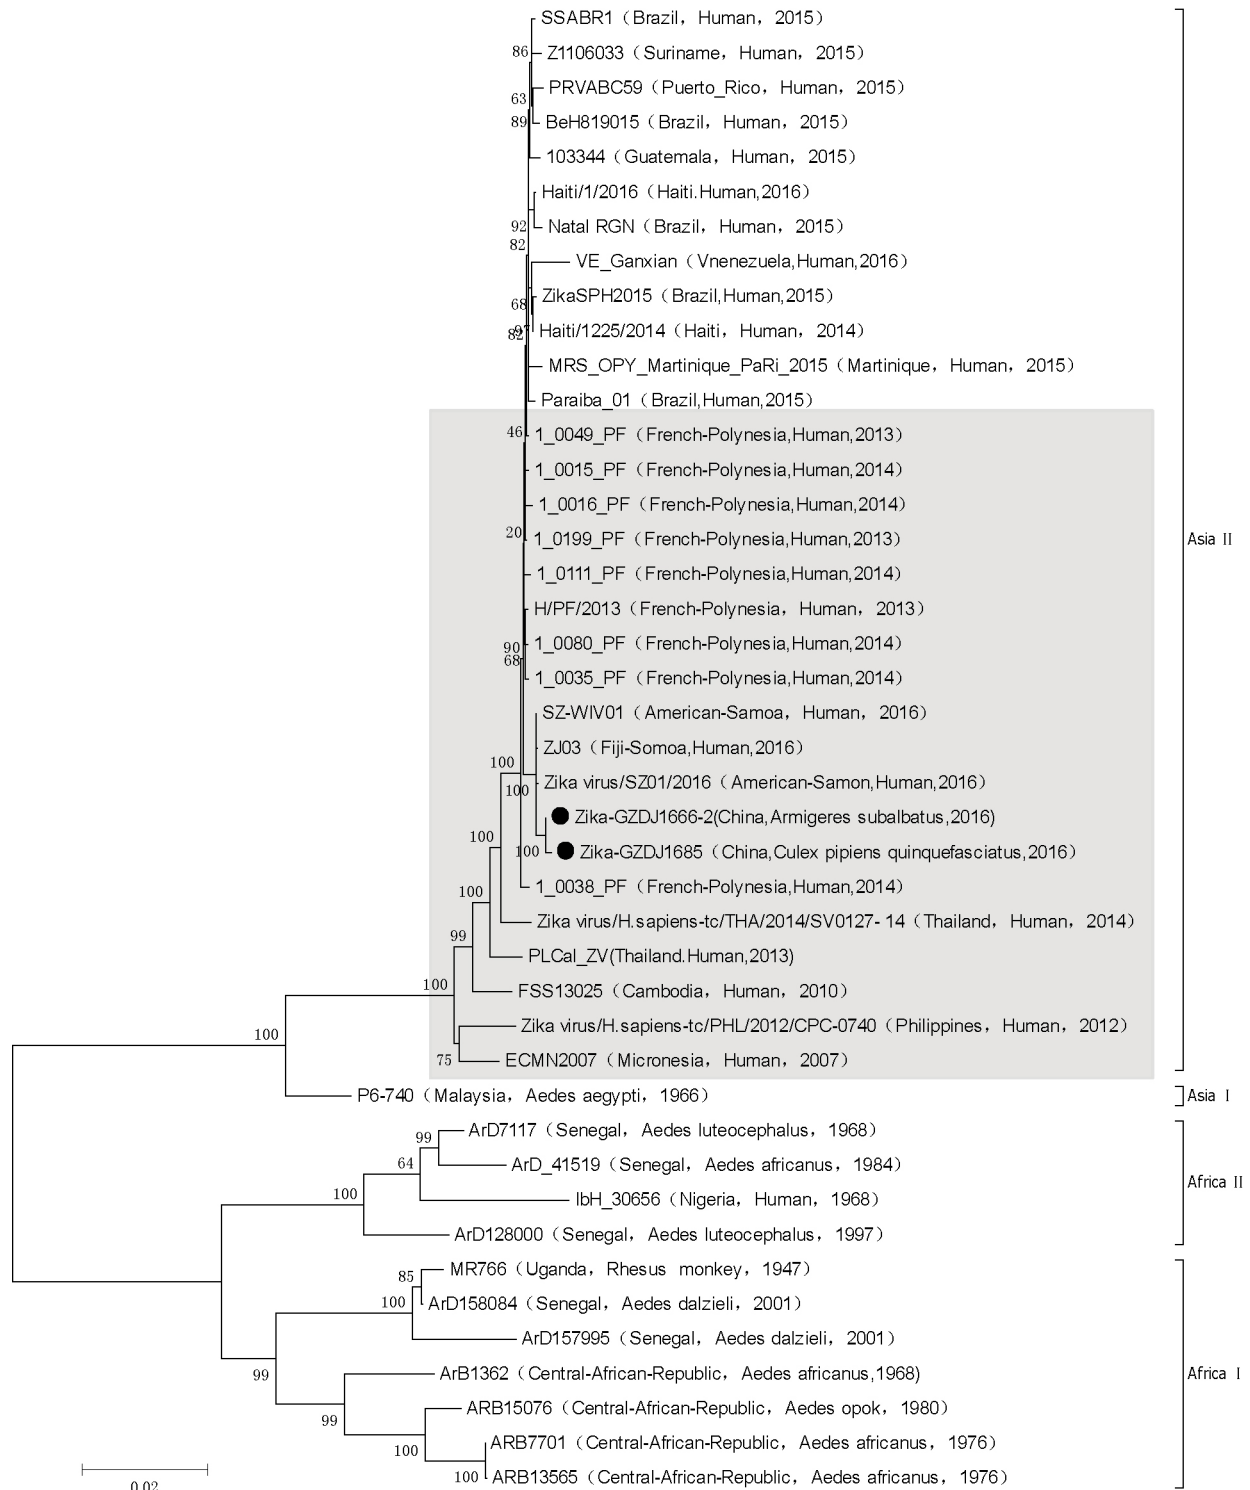 SSABR1（Brazil，Human，2015）
86
Z1106033（Suriname，Human，2015）
PRVABC59（Puerto_Rico，Human，2015）
63
BeH819015（Brazil，Human，2015）
89
103344（Guatemala，Human，2015）
Haiti/1/2016（Haiti.Human,2016）
Natal RGN（Brazil，Human，2015）
92
82
VE_Ganxian（Vnenezuela,Human,2016）
ZikaSPH2015（Brazil,Human,2015）
68
Haiti/1225/2014（Haiti，Human，2014）
MRS_OPY_Martinique_PaRi_2015（Martinique，Human，2015）
Paraiba_01（Brazil,Human,2015）
46
1_0049_PF（French-Polynesia,Human,2013）
1_0015_PF（French-Polynesia,Human,2014）
1_0016_PF（French-Polynesia,Human,2014）
20
1_0199_PF（French-Polynesia,Human,2013）
Asia II
1_0111_PF（French-Polynesia,Human,2014）
H/PF/2013（French-Polynesia，Human，2013）
1_0080_PF（French-Polynesia,Human,2014）
90
68
1_0035_PF（French-Polynesia,Human,2014）
SZ-WIV01（American-Samoa，Human，2016）
ZJ03（Fiji-Somoa,Human,2016）
100
Zika virus/SZ01/2016（American-Samon,Human,2016）
100
Zika-GZDJ1666-2(China,Armigeres subalbatus,2016)
100
Zika-GZDJ1685（China,Culex pipiens quinquefasciatus,2016）
100
1_0038_PF（French-Polynesia,Human,2014）
100
Zika virus/H.sapiens-tc/THA/2014/SV0127- 14（Thailand，Human，2014）
99
PLCal_ZV(Thailand.Human,2013)
100
FSS13025（Cambodia，Human，2010）
Zika virus/H.sapiens-tc/PHL/2012/CPC-0740（Philippines，Human，2012）
100
75
ECMN2007（Micronesia，Human，2007）
P6-740（Malaysia，Aedes aegypti，1966）
Asia I
ArD7117（Senegal，Aedes luteocephalus，1968）
99
64
ArD_41519（Senegal，Aedes africanus，1984）
Africa II
100
IbH_30656（Nigeria，Human，1968）
ArD128000（Senegal，Aedes luteocephalus，1997）
MR766（Uganda，Rhesus monkey，1947）
85
100
ArD158084（Senegal，Aedes dalzieli，2001）
ArD157995（Senegal，Aedes dalzieli，2001）
99
ArB1362（Central-African-Republic，Aedes africanus,1968)
Africa I
ARB15076（Central-African-Republic，Aedes opok，1980）
99
ARB7701（Central-African-Republic，Aedes africanus，1976）
100
100
ARB13565（Central-African-Republic，Aedes africanus，1976）
0.02